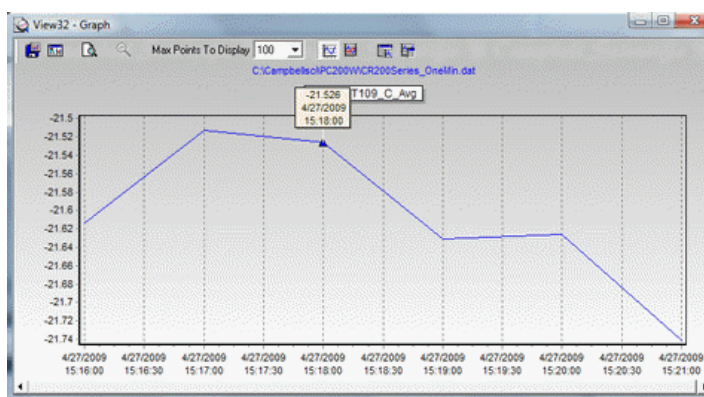 View32 - Graph
Max Points To Display 100
C:\Campbellsci\PC200W\CR200Series_OneMin.dat
T109_C_Avg
-21.526
4/27/2009
15:18:00
-21.5
-21.52
-21.54
-21.56
-21.58
-21.6
-21.62
-21.64
-21.66
-21.68
-21.7
-21.72
-21.74
4/27/2009 4/27/2009 4/27/2009 4/27/2009 4/27/2009 4/27/2009 4/27/2009 4/27/2009 4/27/2009 4/27/2009 4/27/2009
15:16:00 15:16:30 15:17:00 15:17:30 15:18:00 15:18:30 15:19:00 15:19:30 15:20:00 15:20:30 15:21:00